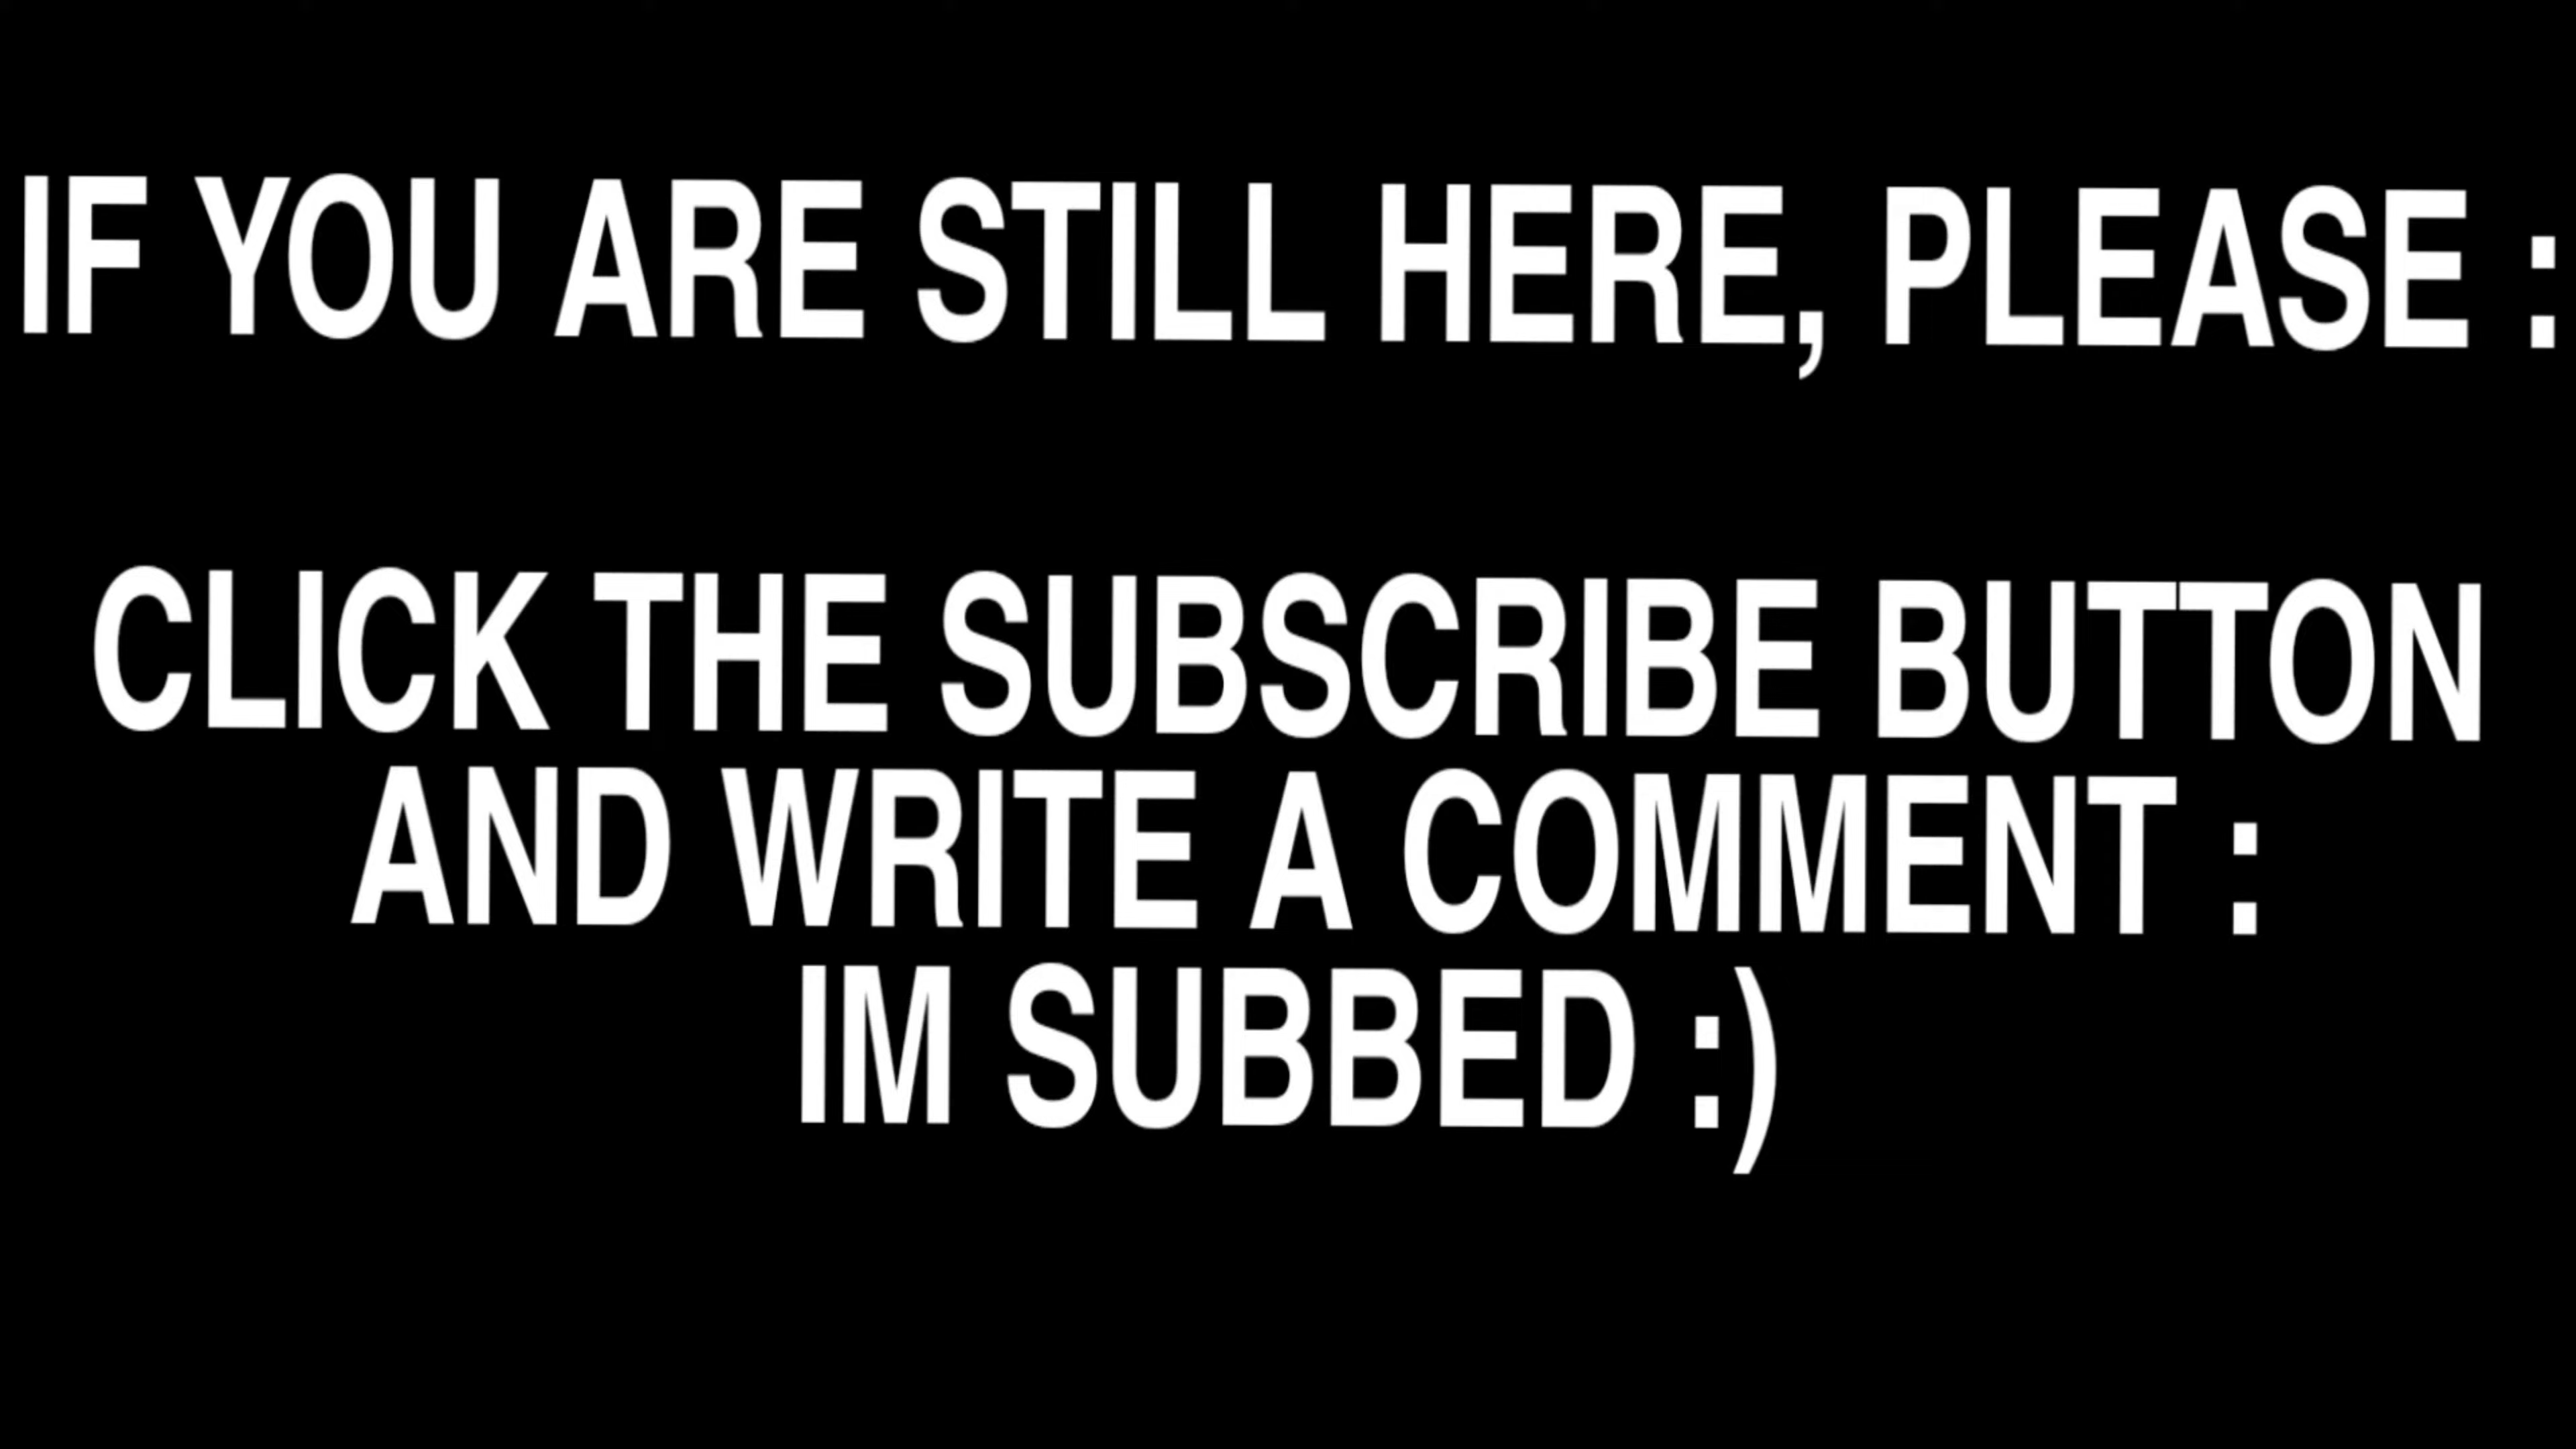 IF YOU ARE STILL HERE, PLEASE :
CLICK THE SUBSCRIBE BUTTON
AND WRITE A COMMENT :
IM SUBBED :)